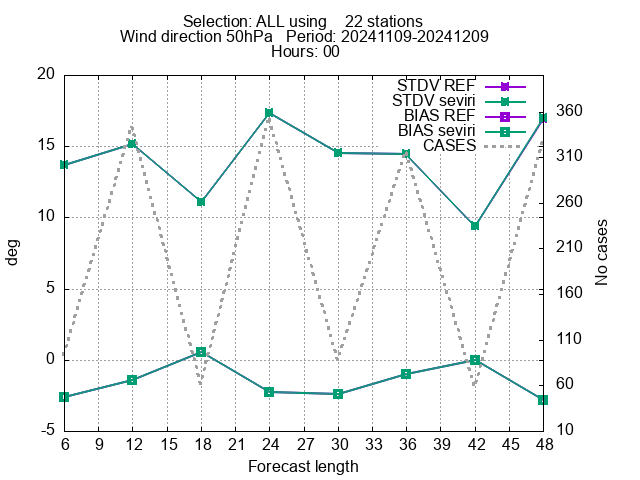 Selection: ALL using    22 stations
Wind direction 50hPa   Period: 20241109-20241209
Hours: 00
STDV REF
STDV seviri
BIAS REF
BIAS seviri
CASES
20
15
10
5
0
-5
deg
360
310
260
210
160
110
60
10
No cases
6 9 12 15 18 21 24 27 30 33 36 39 42 45 48
Forecast length